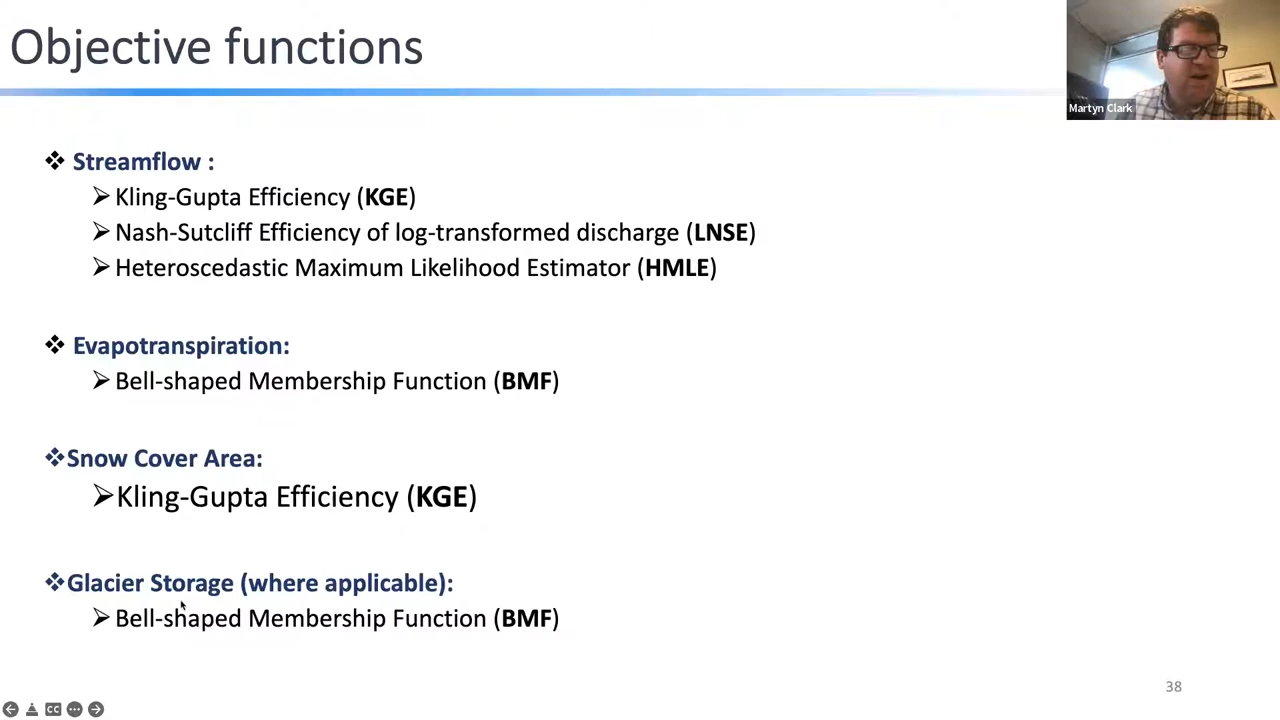 Objective functions
Martyn Clark
Streamflow :
Kling-Gupta Efficiency (KGE)
Nash-Sutcliff Efficiency of log-transformed discharge (LNSE)
Heteroscedastic Maximum Likelihood Estimator (HMLE)
Evapotranspiration:
Bell-shaped Membership Function (BMF)
Snow Cover Area:
Kling-Gupta Efficiency (KGE)
Glacier Storage (where applicable):
Bell-shaped Membership Function (BMF)
38
CC